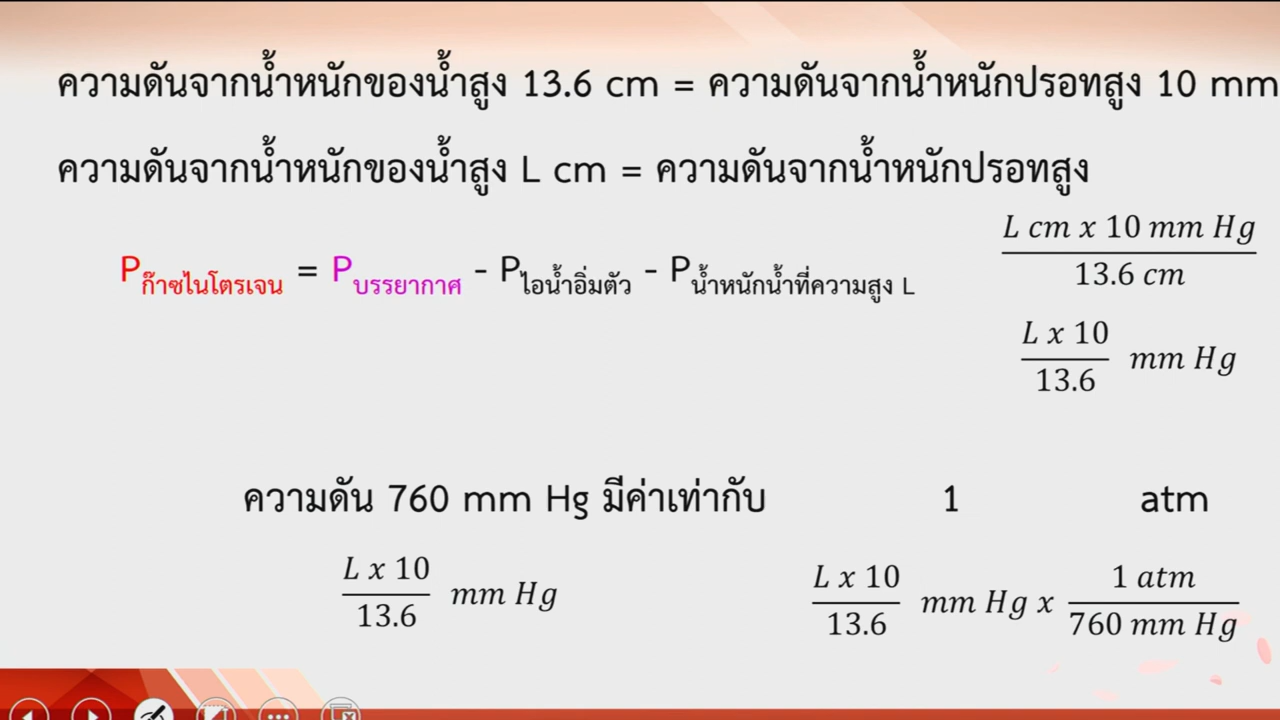 ความดันจากน้ำหนักของน้ำสูง 13.6 cm = ความดันจากน้ำหนักปรอทสูง 10 mm
ความดันจากน้ำหนักของน้ำสูง L cm = ความดันจากน้ำหนักปรอทสูง
L cm x 10 mm Hg
13.6 cm
P ก๊าซไนโตรเจน = P บรรยากาศ - P ไอน้ำอิ่มตัว - P น้ำหนักน้ำที่ความสูง L
L x 10
13.6 mm Hg
ความดัน 760 mm Hg มีค่าเท่ากับ 1 atm
L x 10
13.6 mm Hg
L x 10
13.6 mm Hg x
1 atm
760 mm Hg